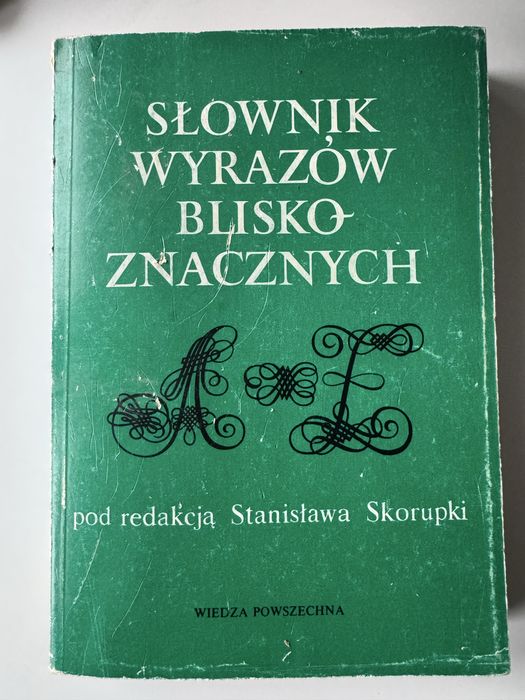 SŁOWNIK
WYRAZÓW
BLISKO-
ZNACZNYCH
A-Z
pod redakcją Stanisława Skorupki
WIEDZA POWSZECHNA